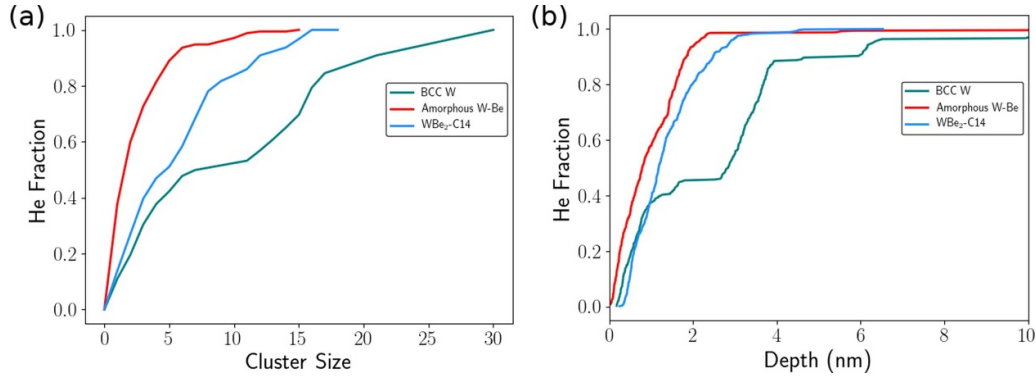 (a)
He Fraction
1.0
0.8
0.6
0.4
0.2
0.0
BCC W
Amorphous W-Be
WBe₂-C14
0 5 10 15 20 25 30
Cluster Size
(b)
He Fraction
1.0
0.8
0.6
0.4
0.2
0.0
BCC W
Amorphous W-Be
WBe₂-C14
0 2 4 6 8 10
Depth (nm)